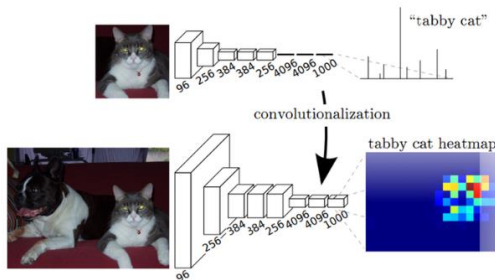 "tabby cat"
96 256 384 384 256 4096 4096 1000
convolutionalization
tabby cat heatmap
96 256 384 384 256 4096 4096 1000